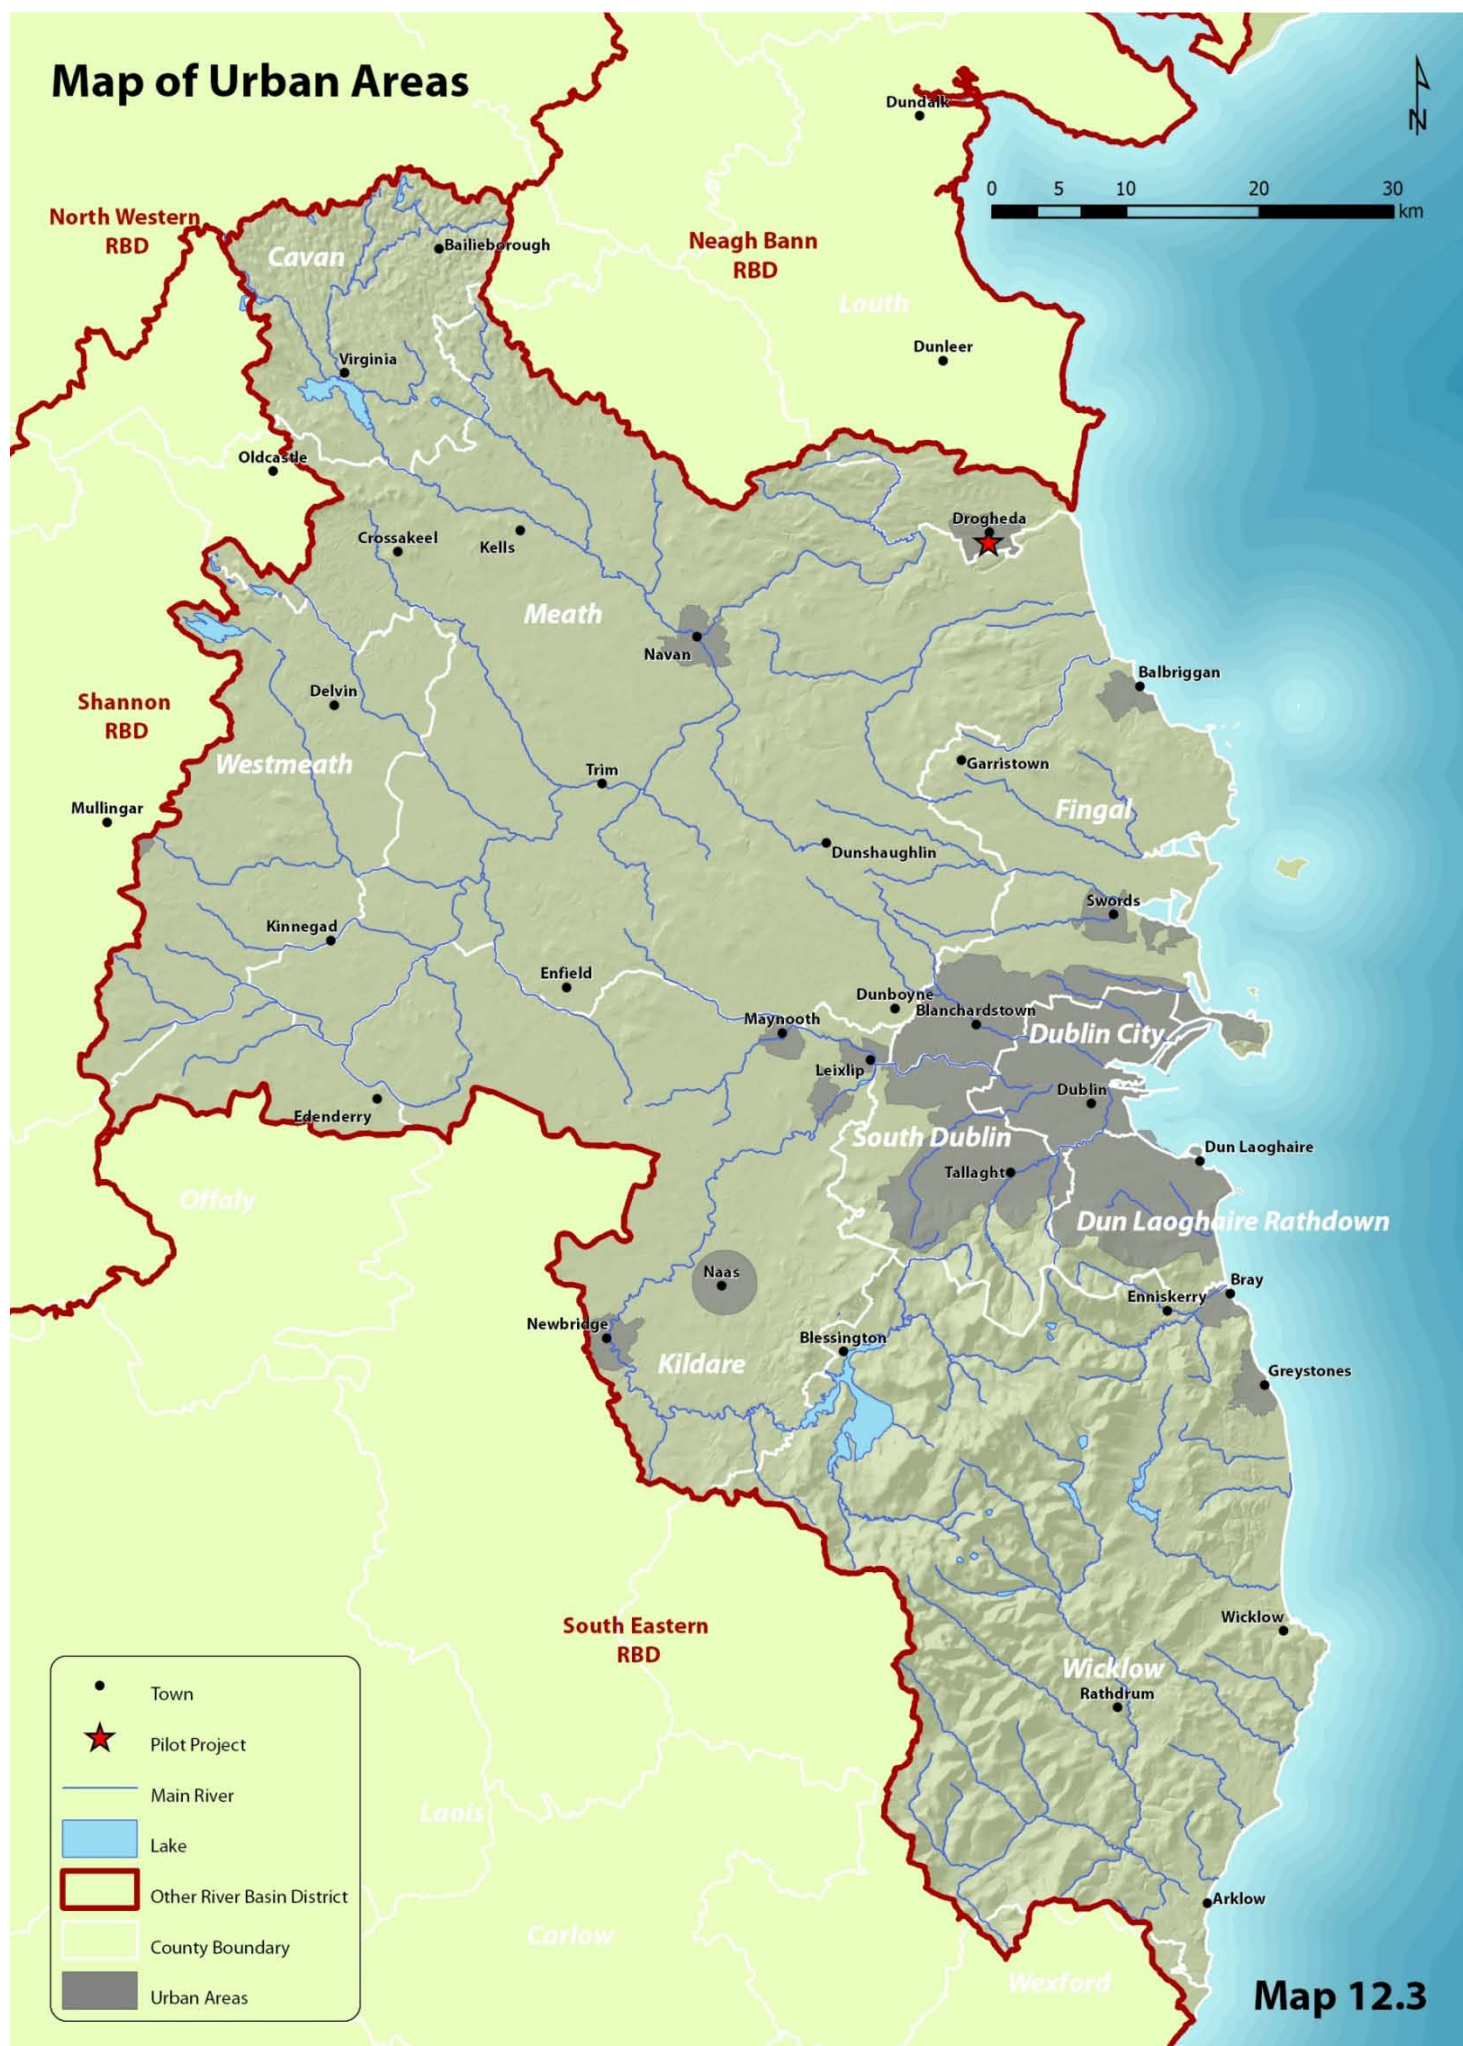 Map of Urban Areas
Dundalk
N
0 5 10 20 30
km
North Western
RBD
Cavan
Bailieborough
Neagh Bann
RBD
Louth
Dunleer
Virginia
Oldcastle
Drogheda
Crossakeel
Kells
Meath
Navan
Balbriggan
Shannon
RBD
Delvin
Westmeath
Garristown
Trim
Fingal
Mullingar
Dunshaughlin
Swords
Kinnegad
Enfield
Dunboyne
Blanchardstown
Maynooth
Dublin City
Leixlip
Dublin
Edenderry
South Dublin
Dun Laoghaire
Tallaght
Offaly
Dun Laoghaire Rathdown
Naas
Bray
Enniskerry
Newbridge
Blessington
Kildare
Greystones
Wicklow
South Eastern
RBD
Wicklow
Rathdrum
Town
Pilot Project
Main River
Laois
Lake
Other River Basin District
Arklow
Carlow
County Boundary
Wexford
Urban Areas
Map 12.3